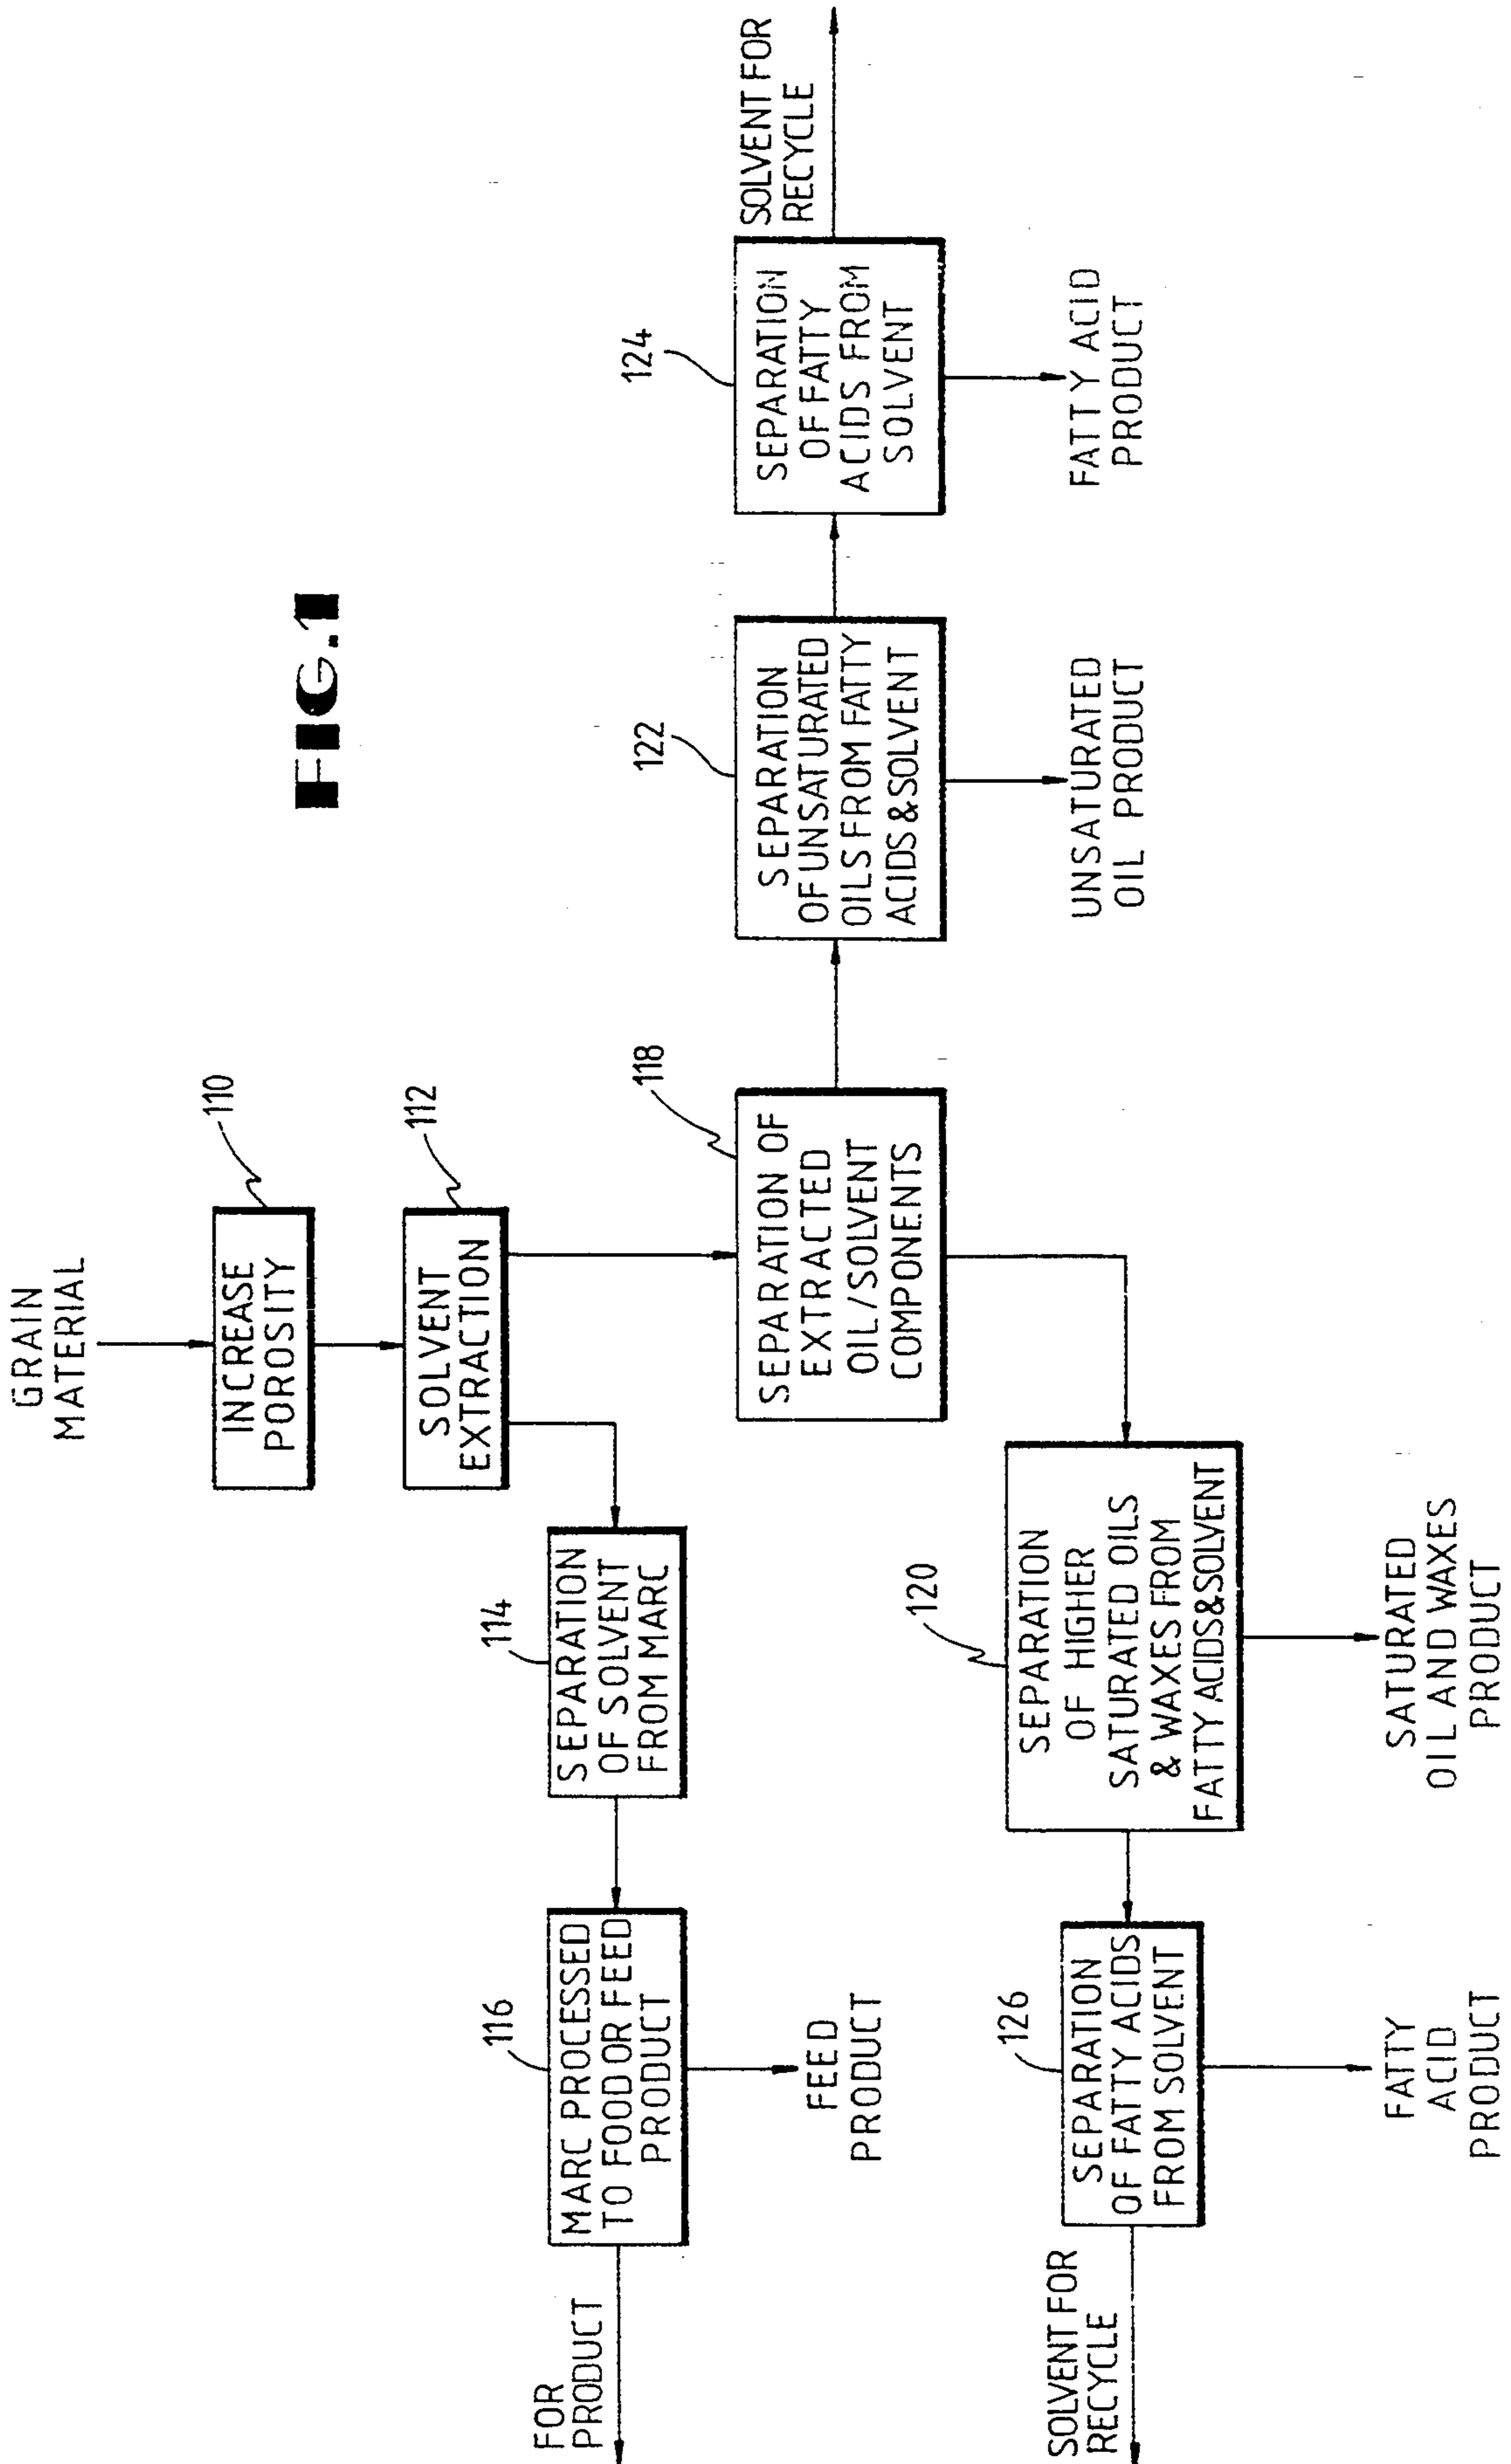 FIG.1
GRAIN
MATERIAL
110
INCREASE
POROSITY
112
SOLVENT
EXTRACTION
114
SEPARATION
OF SOLVENT
FROM MARC
116
MARC PROCESSED
TO FOOD OR FEED
PRODUCT
FOR
PRODUCT
FEED
PRODUCT
118
SEPARATION OF
EXTRACTED
OIL/SOLVENT
COMPONENTS
122
SEPARATION
OF UNSATURATED
OILS FROM FATTY
ACIDS & SOLVENT
UNSATURATED
OIL PRODUCT
124
SEPARATION
OF FATTY
ACIDS FROM
SOLVENT
SOLVENT FOR
RECYCLE
FATTY ACID
PRODUCT
120
SEPARATION
OF HIGHER
SATURATED OILS
& WAXES FROM
FATTY ACIDS & SOLVENT
SATURATED
OIL AND WAXES
PRODUCT
126
SEPARATION
OF FATTY ACIDS
FROM SOLVENT
SOLVENT FOR
RECYCLE
FATTY
ACID
PRODUCT